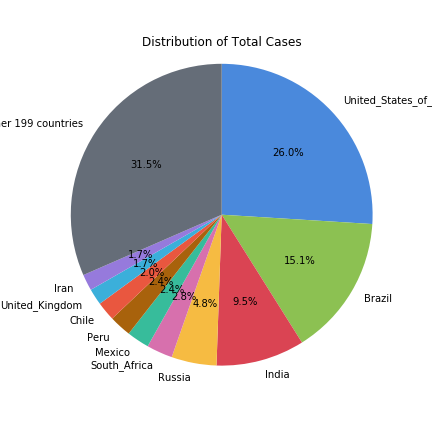 Distribution of Total Cases
United_States_of_
26.0%
15.1%
Brazil
9.5%
India
4.8%
Russia
2.8%
South_Africa
2.4%
Mexico
2.4%
Peru
2.0%
Chile
1.7%
United_Kingdom
1.7%
Iran
31.5%
er 199 countries